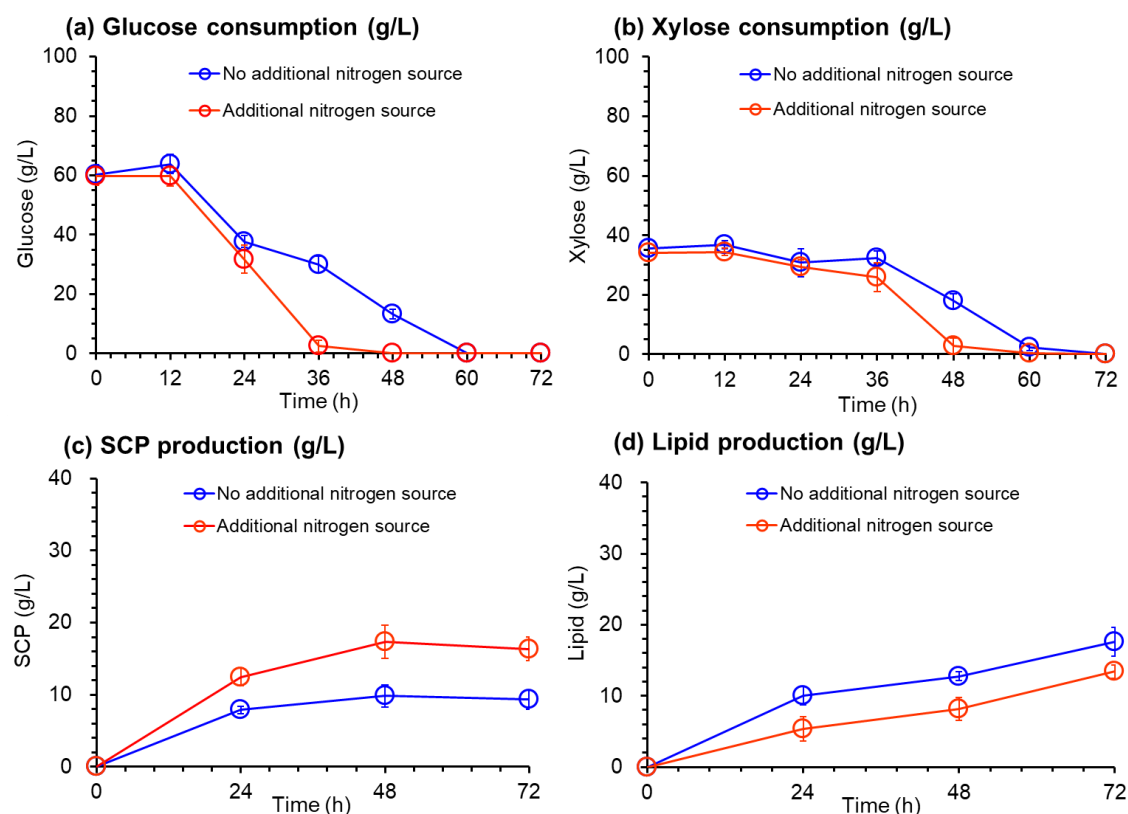 (a) Glucose consumption (g/L)
100
80
60
40
20
0
Glucose (g/L)
No additional nitrogen source
Additional nitrogen source
0 12 24 36 48 60 72
Time (h)
(b) Xylose consumption (g/L)
100
80
60
40
20
0
Xylose (g/L)
No additional nitrogen source
Additional nitrogen source
0 12 24 36 48 60 72
Time (h)
(c) SCP production (g/L)
40
30
20
10
0
SCP (g/L)
No additional nitrogen source
Additional nitrogen source
0 24 48 72
Time (h)
(d) Lipid production (g/L)
40
30
20
10
0
Lipid (g/L)
No additional nitrogen source
Additional nitrogen source
0 24 48 72
Time (h)